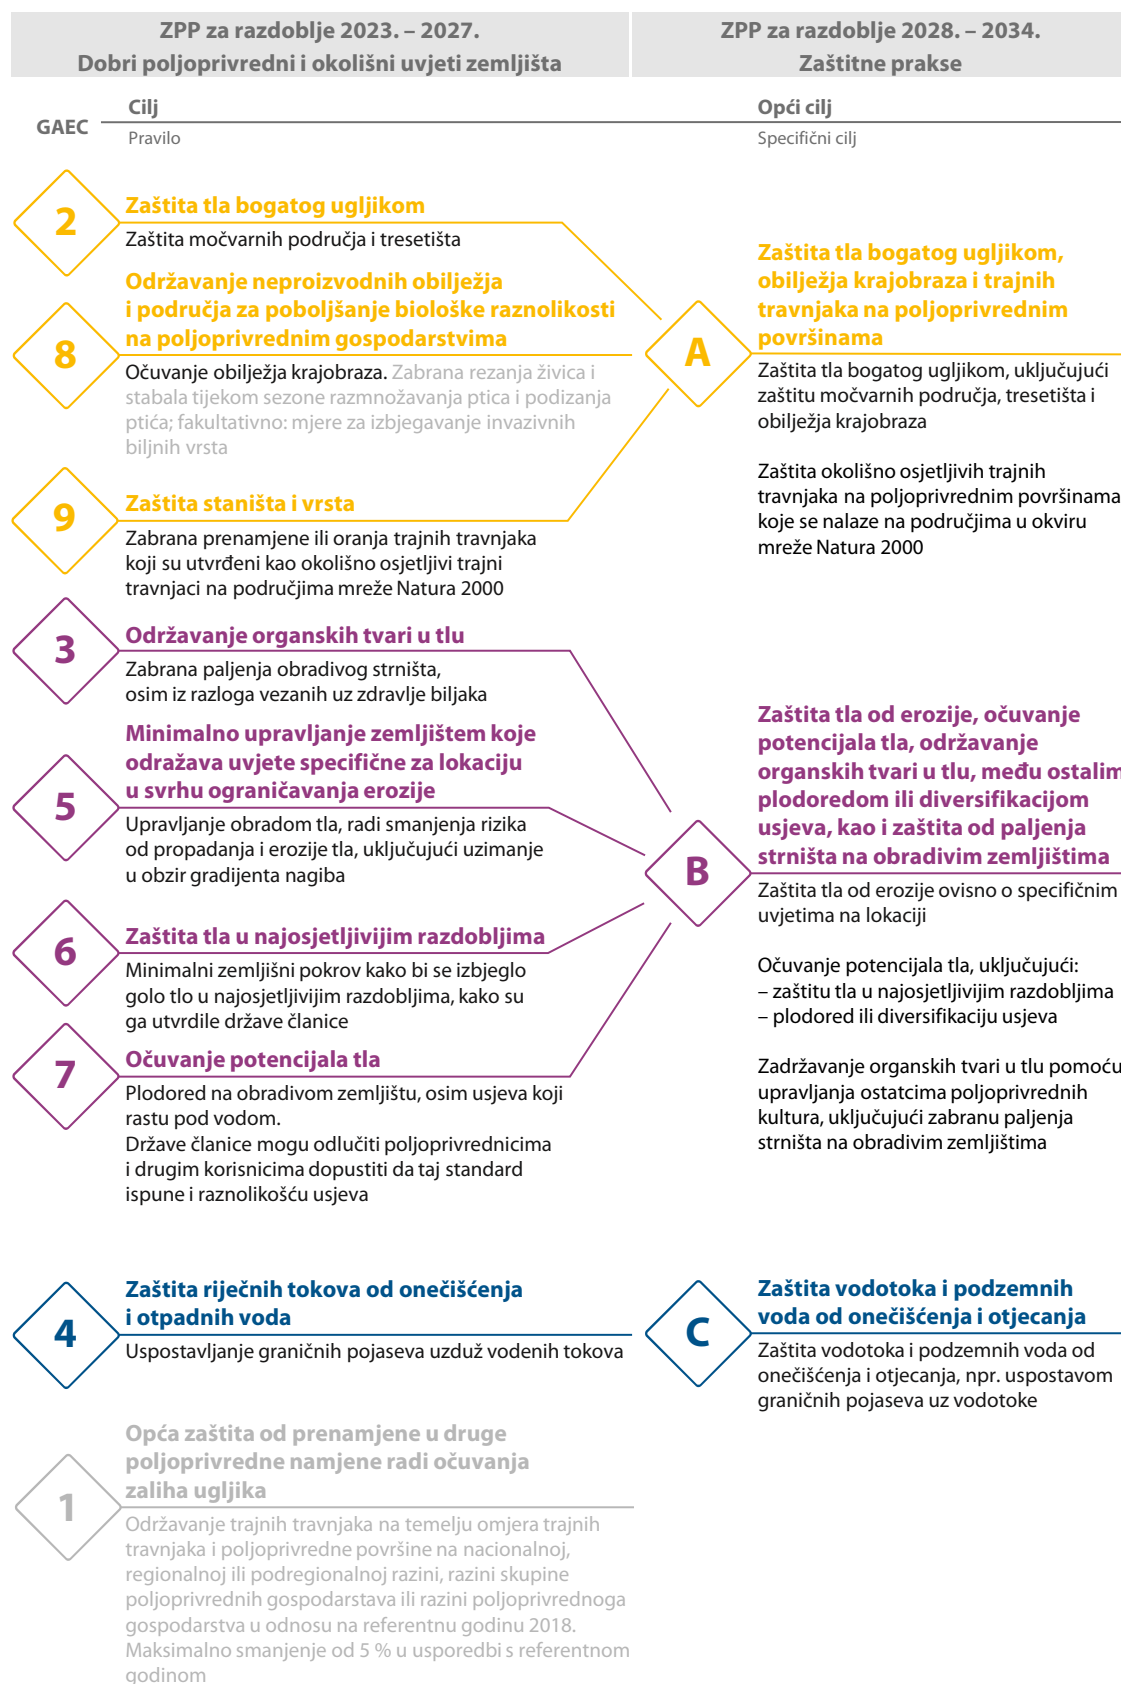 ZPP za razdoblje 2023. – 2027.
Dobri poljoprivredni i okolišni uvjeti zemljišta
ZPP za razdoblje 2028. – 2034.
Zaštitne prakse
GAEC
Cilj
Pravilo
Opći cilj
Specifični cilj
2
Zaštita tla bogatog ugljikom
Zaštita močvarnih područja i tresetišta
8
Održavanje neproizvodnih obilježja
i područja za poboljšanje biološke raznolikosti
na poljoprivrednim gospodarstvima
Očuvanje obilježja krajobraza. Zabrana rezanja živica i
stabala tijekom sezone razmnožavanja ptica i podizanja
ptića; fakultativno: mjere za izbjegavanje invazivnih
biljnih vrsta
9
Zaštita staništa i vrsta
Zabrana prenamjene ili oranja trajnih travnjaka
koji su utvrđeni kao okolišno osjetljivi trajni
travnjaci na područjima mreže Natura 2000
A
Zaštita tla bogatog ugljikom,
obilježja krajobraza i trajnih
travnjaka na poljoprivrednim
površinama
Zaštita tla bogatog ugljikom, uključujući
zaštitu močvarnih područja, tresetišta i
obilježja krajobraza
Zaštita okolišno osjetljivih trajnih
travnjaka na poljoprivrednim površinama
koje se nalaze na područjima u okviru
mreže Natura 2000
3
Održavanje organskih tvari u tlu
Zabrana paljenja obradivog strništa,
osim iz razloga vezanih uz zdravlje biljaka
5
Minimalno upravljanje zemljištem koje
odražava uvjete specifične za lokaciju
u svrhu ograničavanja erozije
Upravljanje obradom tla, radi smanjenja rizika
od propadanja i erozije tla, uključujući uzimanje
u obzir gradijenta nagiba
6
Zaštita tla u najosjetljivijim razdobljima
Minimalni zemljišni pokrov kako bi se izbjeglo
golo tlo u najosjetljivijim razdobljima, kako su
ga utvrdile države članice
7
Očuvanje potencijala tla
Plodored na obradivom zemljištu, osim usjeva koji
rastu pod vodom.
Države članice mogu odlučiti poljoprivrednicima
i drugim korisnicima dopustiti da taj standard
ispune i raznolikošću usjeva
B
Zaštita tla od erozije, očuvanje
potencijala tla, održavanje
organskih tvari u tlu, među ostalim
plodoredom ili diversifikacijom
usjeva, kao i zaštita od paljenja
strništa na obradivim zemljištima
Zaštita tla od erozije ovisno o specifičnim
uvjetima na lokaciji
Očuvanje potencijala tla, uključujući:
– zaštitu tla u najosjetljivijim razdobljima
– plodored ili diversifikaciju usjeva
Zadržavanje organskih tvari u tlu pomoću
upravljanja ostatcima poljoprivrednih
kultura, uključujući zabranu paljenja
strništa na obradivim zemljištima
4
Zaštita riječnih tokova od onečišćenja
i otpadnih voda
Uspostavljanje graničnih pojaseva uzduž vodenih tokova
C
Zaštita vodotoka i podzemnih
voda od onečišćenja i otjecanja
Zaštita vodotoka i podzemnih voda od
onečišćenja i otjecanja, npr. uspostavom
graničnih pojaseva uz vodotoke
1
Opća zaštita od prenamjene u druge
poljoprivredne namjene radi očuvanja
zaliha ugljika
Održavanje trajnih travnjaka na temelju omjera trajnih
travnjaka i poljoprivredne površine na nacionalnoj,
regionalnoj ili podregionalnoj razini, razini skupine
poljoprivrednih gospodarstava ili razini poljoprivrednoga
gospodarstva u odnosu na referentnu godinu 2018.
Maksimalno smanjenje od 5 % u usporedbi s referentnom
godinom